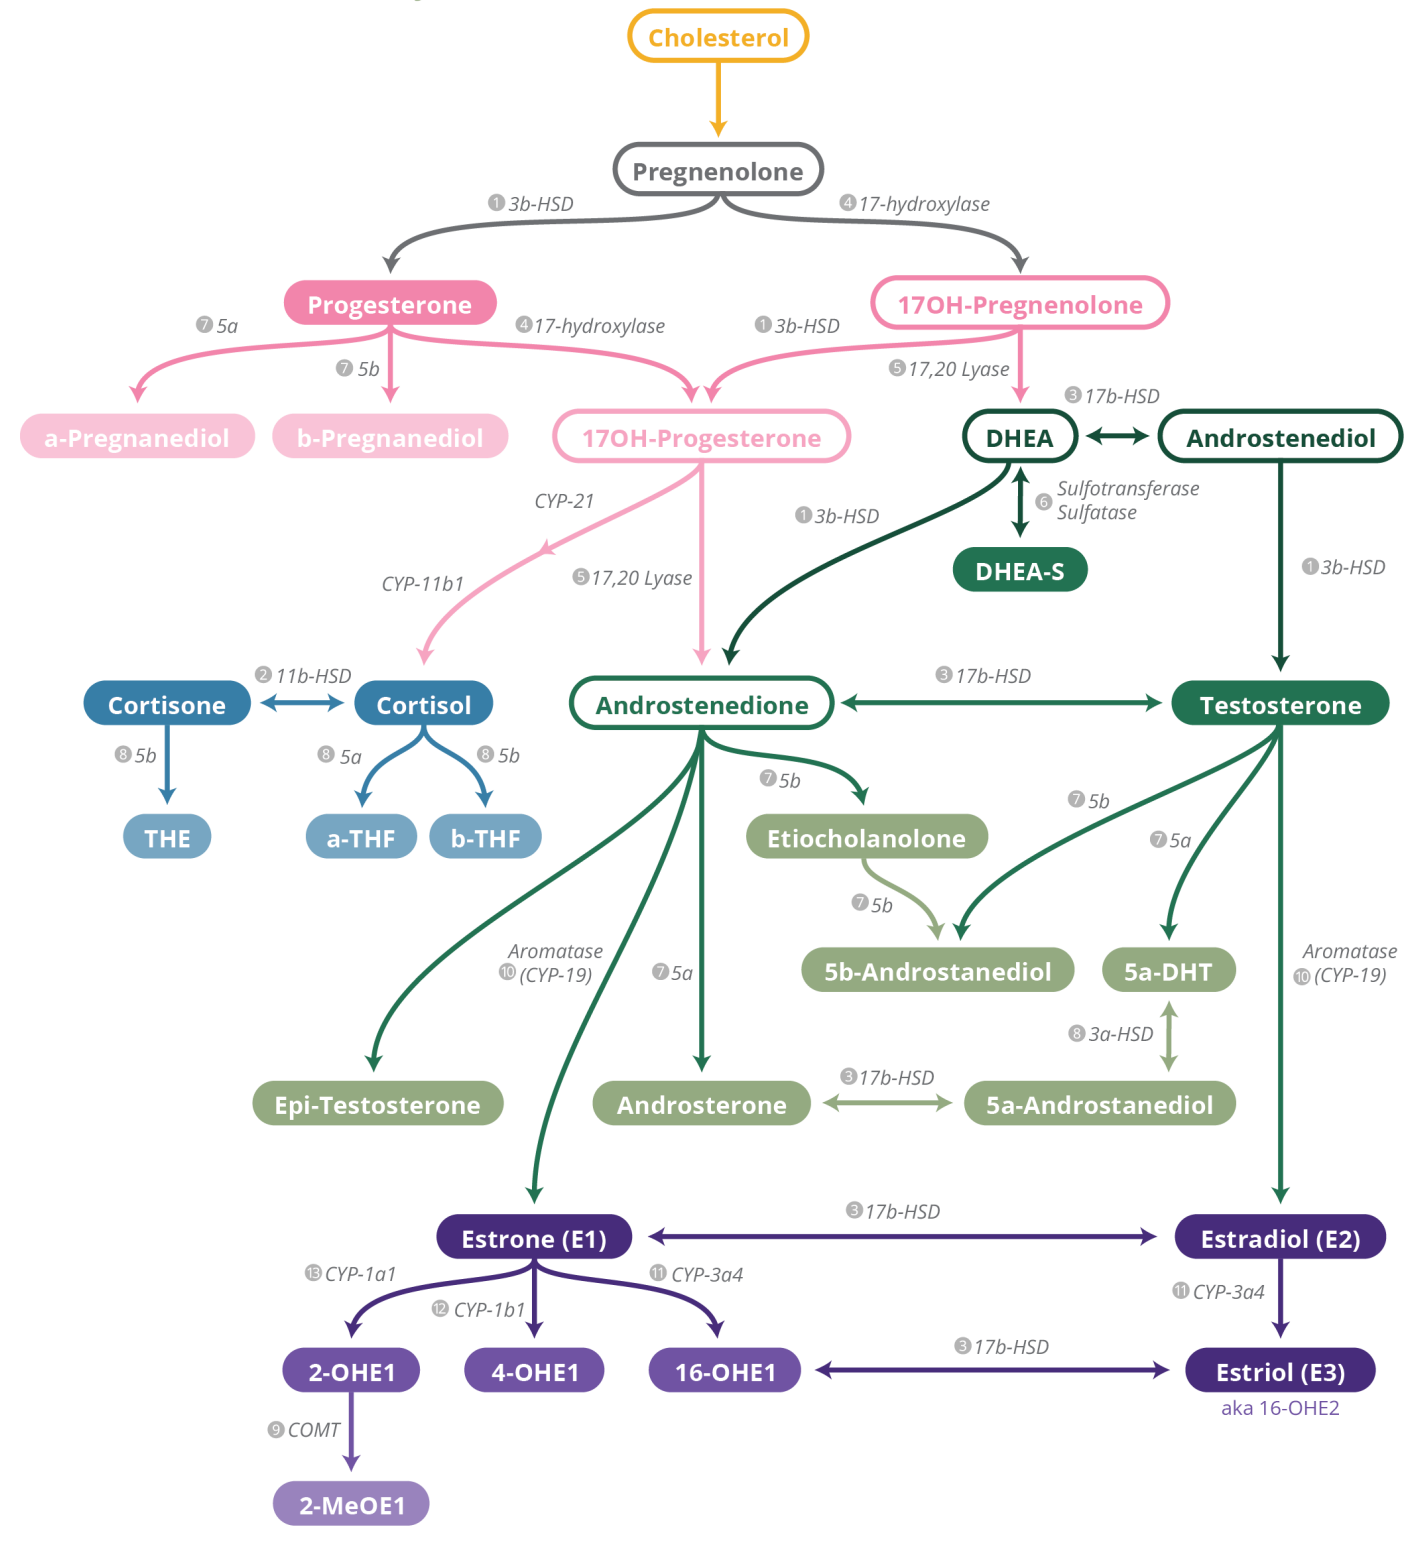 Cholesterol
Pregnenolone
1 3b-HSD
4 17-hydroxylase
Progesterone
17OH-Pregnenolone
7 5a
4 17-hydroxylase
1 3b-HSD
7 5b
5 17,20 Lyase
3 17b-HSD
a-Pregnanediol
b-Pregnanediol
17OH-Progesterone
DHEA
Androstenediol
CYP-21
6 Sulfotransferase
Sulfatase
1 3b-HSD
DHEA-S
CYP-11b1
5 17,20 Lyase
1 3b-HSD
2 11b-HSD
3 17b-HSD
Cortisone
Cortisol
Androstenedione
Testosterone
8 5b
8 5a
8 5b
7 5b
7 5b
THE
a-THF
b-THF
Etiocholanolone
7 5a
7 5b
Aromatase
10 (CYP-19)
7 5a
5b-Androstanediol
5a-DHT
Aromatase
10 (CYP-19)
8 3a-HSD
3 17b-HSD
Epi-Testosterone
Androsterone
5a-Androstanediol
3 17b-HSD
Estrone (E1)
Estradiol (E2)
13 CYP-1a1
12 CYP-1b1
11 CYP-3a4
11 CYP-3a4
3 17b-HSD
2-OHE1
4-OHE1
16-OHE1
Estriol (E3)
aka 16-OHE2
9 COMT
2-MeOE1